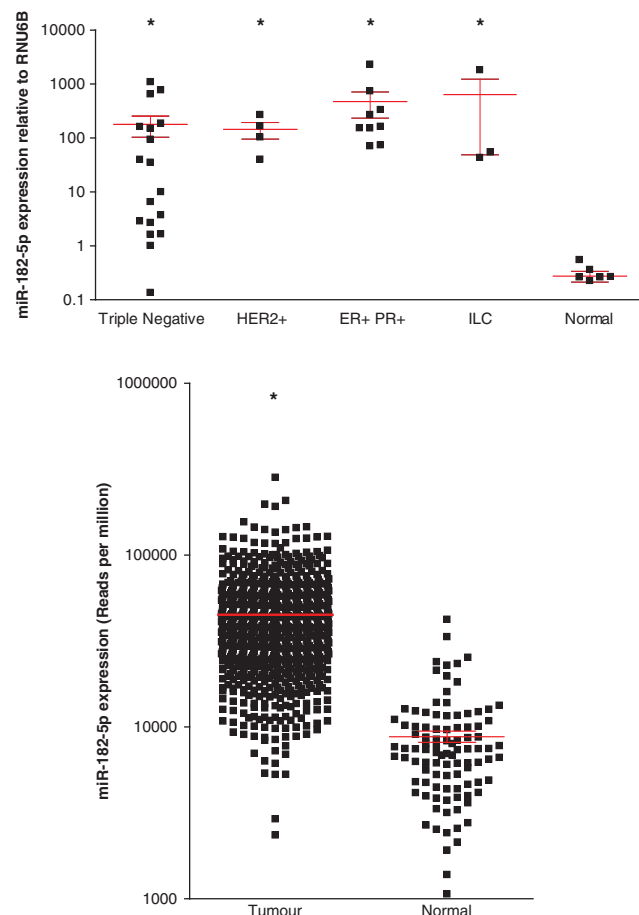 * * * *
10000
1000
100
10
1
0.1
miR-182-5p expression relative to RNU6B
Triple Negative HER2+ ER+ PR+ ILC Normal
*
1000000
100000
10000
1000
miR-182-5p expression (Reads per million)
Tumour Normal